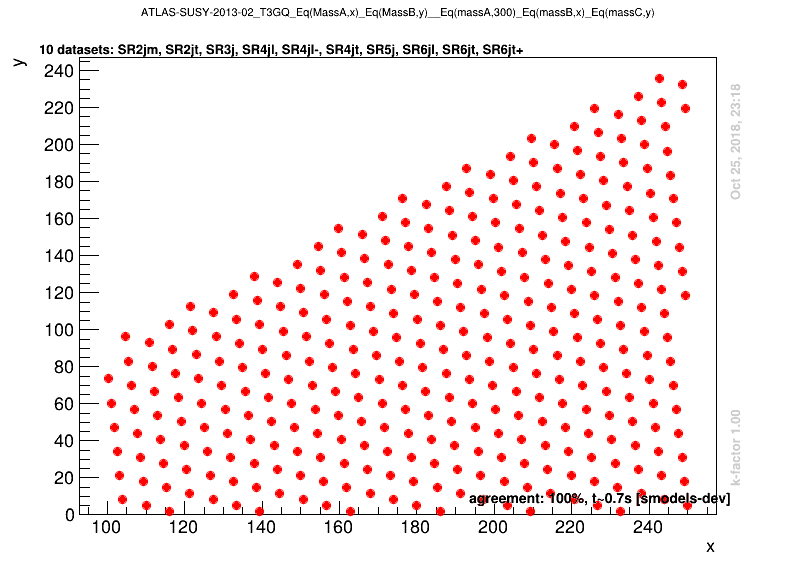 ATLAS-SUSY-2013-02_T3GQ_Eq(MassA,x)_Eq(MassB,y)__Eq(massA,300)_Eq(massB,x)_Eq(massC,y)
10 datasets: SR2jm, SR2jt, SR3j, SR4jl, SR4jl-, SR4jt, SR5j, SR6jl, SR6jt, SR6jt+
y
240
220
200
180
160
140
120
100
80
60
40
20
0
100 120 140 160 180 200 220 240
x
agreement: 100%, t~0.7s [smodels-dev]
Oct 25, 2018, 23:18
k-factor 1.00